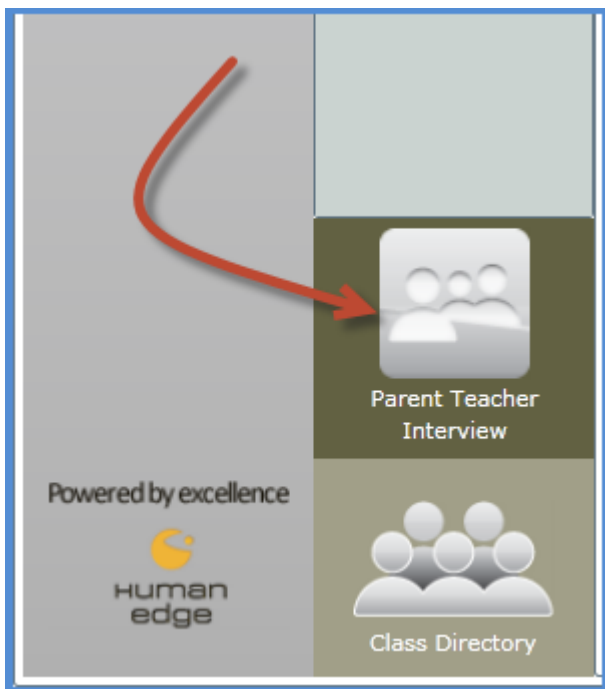 Parent Teacher
Interview
Powered by excellence
Human
edge
Class Directory